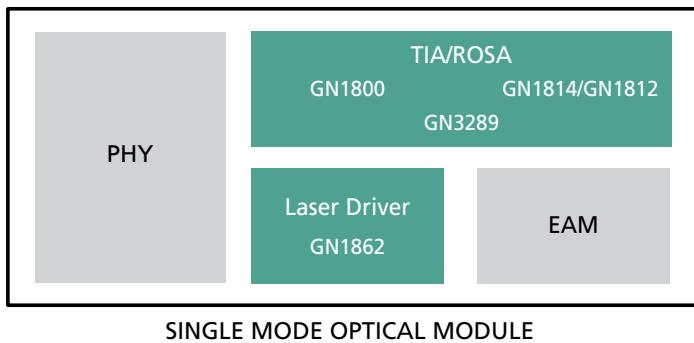 TIA/ROSA
GN1800 GN1814/GN1812
GN3289
PHY
Laser Driver
GN1862
EAM
SINGLE MODE OPTICAL MODULE